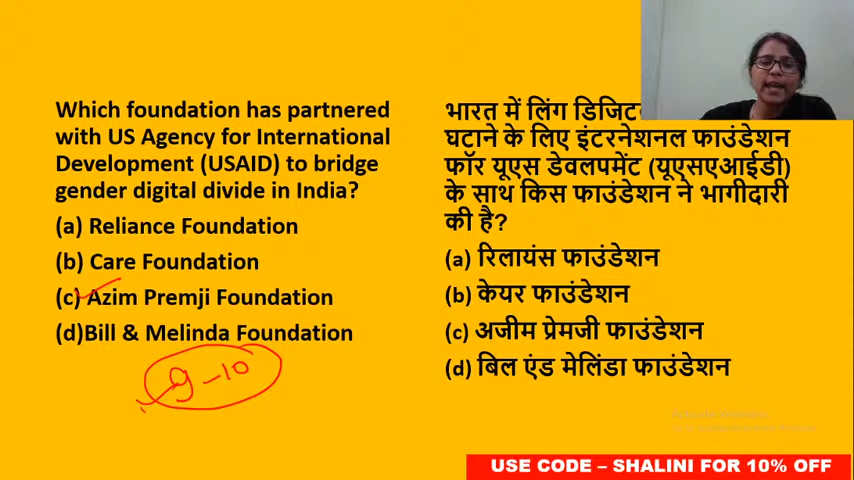 Which foundation has partnered
with US Agency for International
Development (USAID) to bridge
gender digital divide in India?
(a) Reliance Foundation
(b) Care Foundation
(c) Azim Premji Foundation
(d)Bill & Melinda Foundation
9-10
भारत में लिंग
घटाने के लिए इंटरनेशनल फाउंडेशन
फॉर यूएस डेवलपमेंट (यूएसएआईडी)
के साथ किस फाउंडेशन ने भागीदारी
की है?
(a) रिलायंस फाउंडेशन
(b) केयर फाउंडेशन
(c) अजीम प्रेमजी फाउंडेशन
(d) बिल एंड मेलिंडा फाउंडेशन
USE CODE – SHALINI FOR 10% OFF